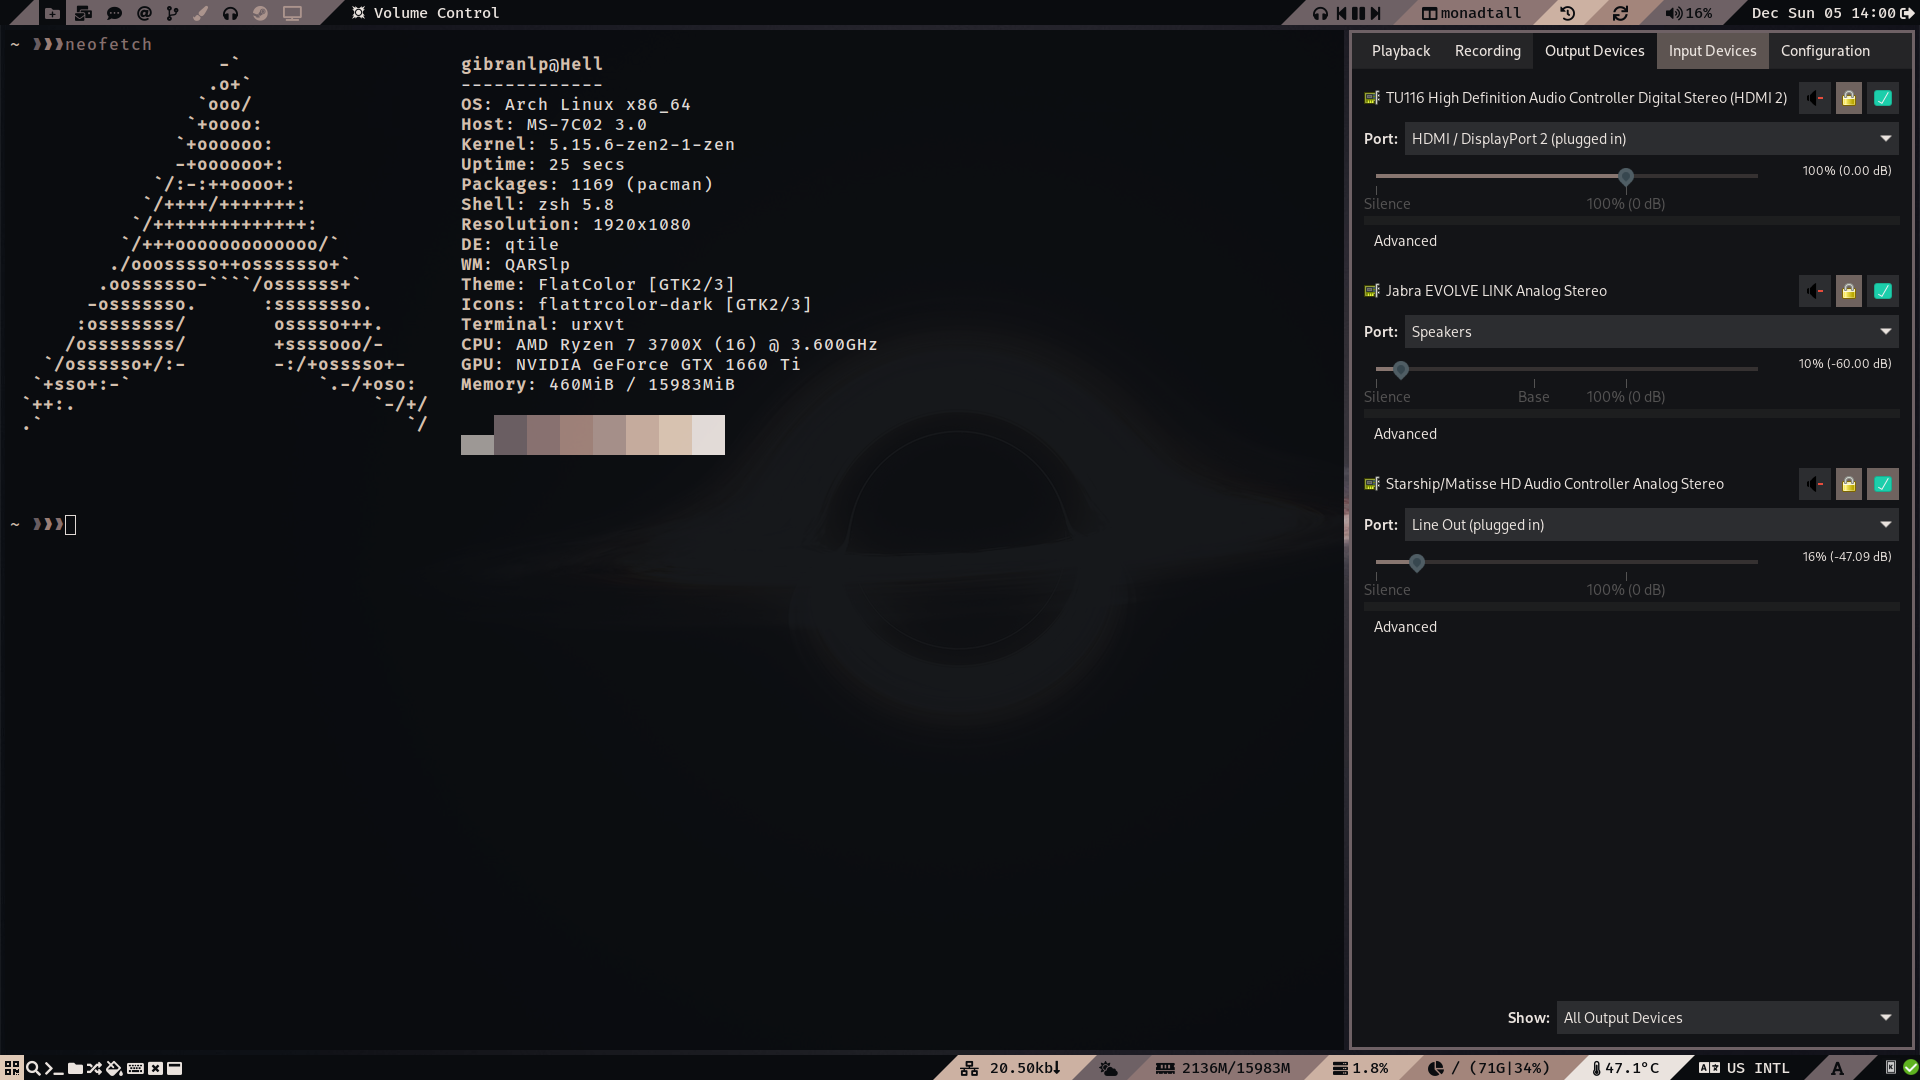 Volume Control
monadtall
16%
Dec Sun 05 14:00
~ ❱❱❱neofetch
-`
.o+`
`ooo/
`+oooo:
`+oooooo:
-+oooooo+:
`/:-:++oooo+:
`/++++/+++++++:
`/++++++++++++++:
`/+++ooooooooooooo/`
./ooosssso++osssssso+`
.oossssso-````/ossssss+`
-osssssso.      :ssssssso.
:osssssss/        osssso+++.
/ossssssss/        +ssssooo/-
`/ossssso+/:-        -:/+osssso+-
`+sso+:-`                 `.-/+oso:
`++:.                           `-/+/
.`                                 `/
gibranlp@Hell
-------------
OS: Arch Linux x86_64
Host: MS-7C02 3.0
Kernel: 5.15.6-zen2-1-zen
Uptime: 25 secs
Packages: 1169 (pacman)
Shell: zsh 5.8
Resolution: 1920x1080
DE: qtile
WM: QARSlp
Theme: FlatColor [GTK2/3]
Icons: flattrcolor-dark [GTK2/3]
Terminal: urxvt
CPU: AMD Ryzen 7 3700X (16) @ 3.600GHz
GPU: NVIDIA GeForce GTX 1660 Ti
Memory: 460MiB / 15983MiB
~ ❱❱❱
Playback Recording Output Devices Input Devices Configuration
TU116 High Definition Audio Controller Digital Stereo (HDMI 2)
Port: HDMI / DisplayPort 2 (plugged in)
100% (0.00 dB)
Silence 100% (0 dB)
Advanced
Jabra EVOLVE LINK Analog Stereo
Port: Speakers
10% (-60.00 dB)
Silence Base 100% (0 dB)
Advanced
Starship/Matisse HD Audio Controller Analog Stereo
Port: Line Out (plugged in)
16% (-47.09 dB)
Silence 100% (0 dB)
Advanced
Show: All Output Devices
20.50kb↓
2136M/15983M
1.8%
/ (71G|34%)
47.1°C
US INTL
A